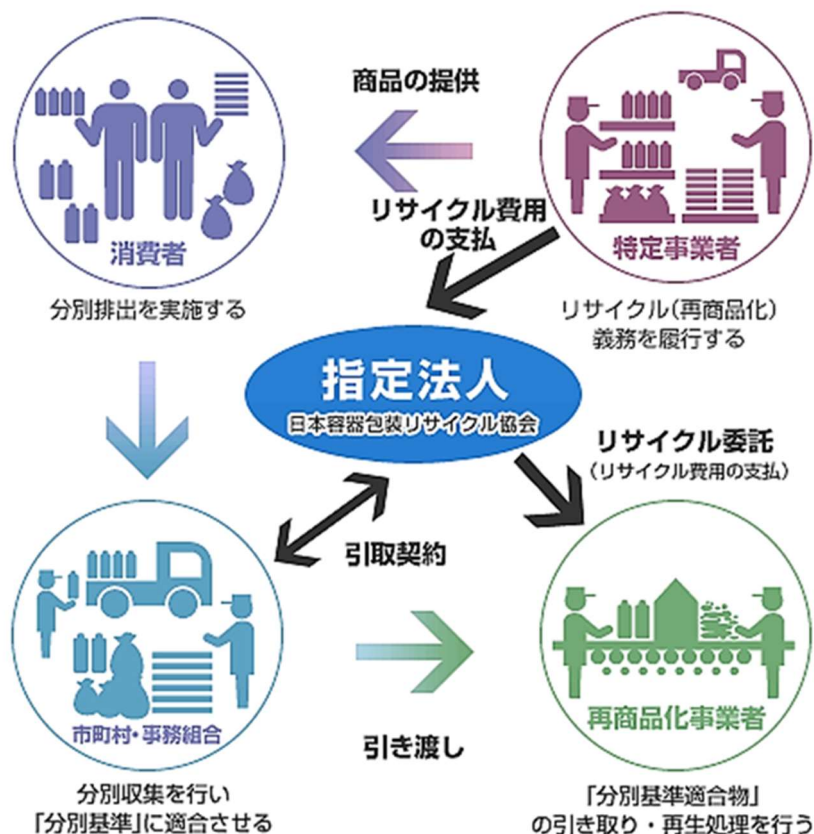 商品の提供
消費者
分別排出を実施する
特定事業者
リサイクル(再商品化)
義務を履行する
リサイクル費用
の支払
指定法人
日本容器包装リサイクル協会
リサイクル委託
(リサイクル費用の支払)
引取契約
市町村・事務組合
分別収集を行い
「分別基準」に適合させる
引き渡し
再商品化事業者
「分別基準適合物」
の引き取り・再生処理を行う